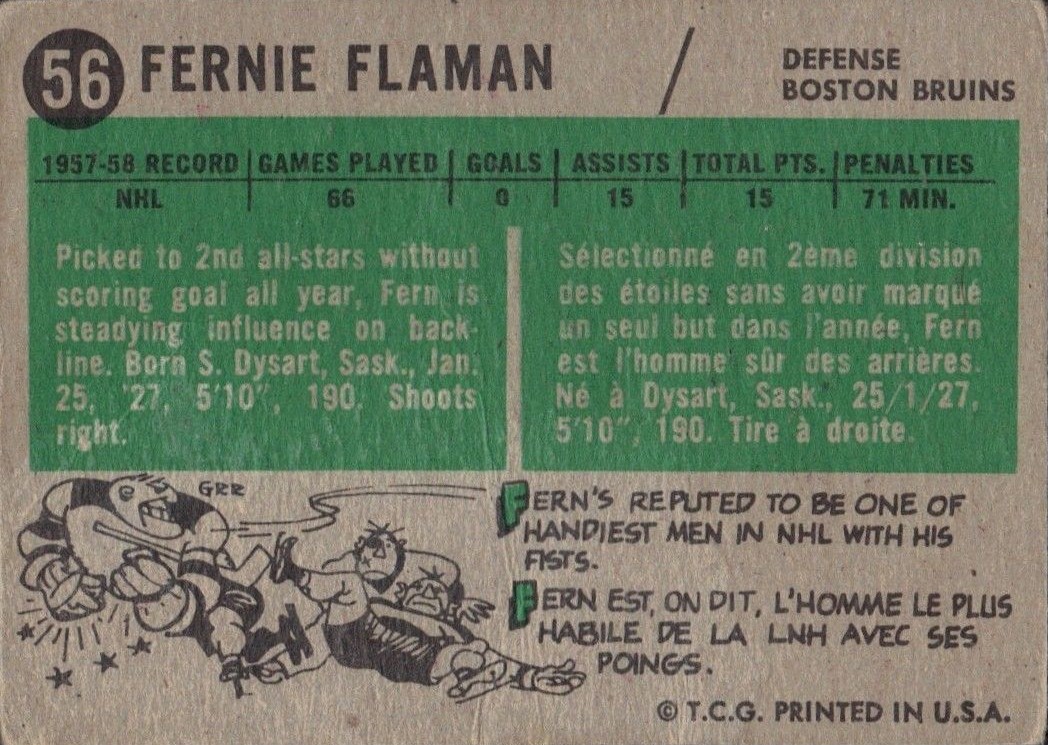 56 FERNIE FLAMAN / DEFENSE
BOSTON BRUINS
1957-58 RECORD GAMES PLAYED GOALS ASSISTS TOTAL PTS. PENALTIES
NHL 66 0 15 15 71 MIN.
Picked to 2nd all-stars without
scoring goal all year, Fern is
steadying influence on back-
line. Born S. Dysart, Sask., Jan.
25, '27, 5'10", 190. Shoots
right.
Sélectionné en 2ème division
des étoiles sans avoir marqué
un seul but dans l'année, Fern
est l'homme sûr des arrières.
Né à Dysart, Sask., 25/1/27,
5'10", 190. Tire à droite.
GRR
FERN'S REPUTED TO BE ONE OF
HANDIEST MEN IN NHL WITH HIS
FISTS.
FERN EST, ON DIT, L'HOMME LE PLUS
HABILE DE LA LNH AVEC SES
POINGS.
© T.C.G. PRINTED IN U.S.A.